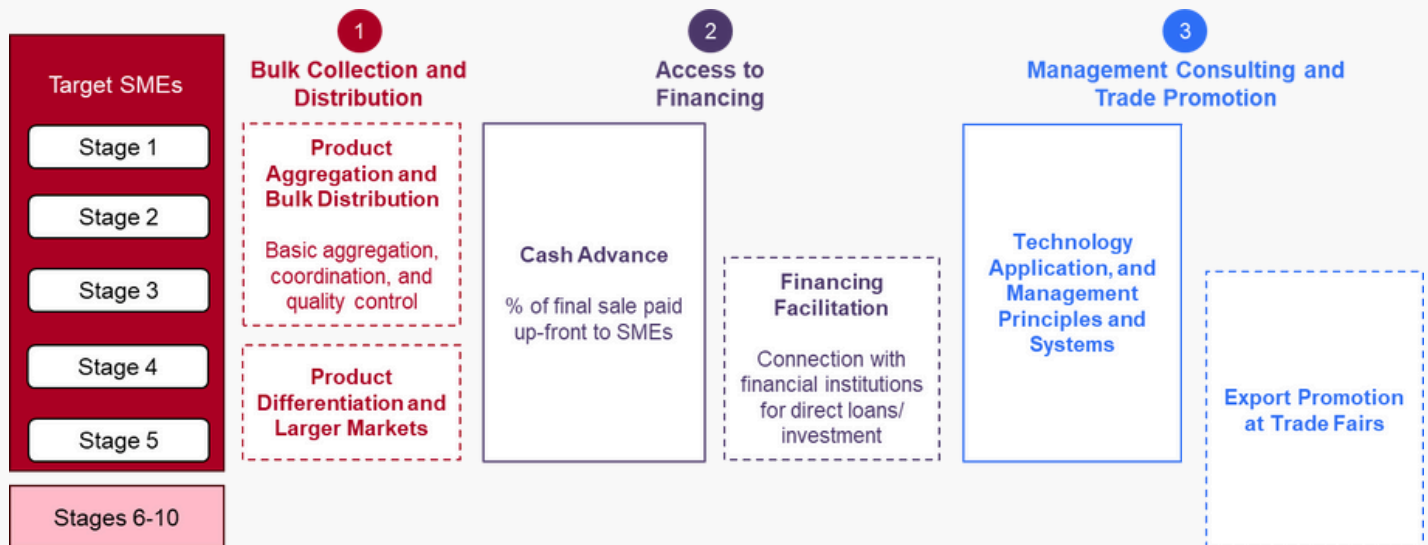 Target SMEs
Stage 1
Stage 2
Stage 3
Stage 4
Stage 5
Stages 6-10
1
Bulk Collection and
Distribution
Product
Aggregation and
Bulk Distribution
Basic aggregation,
coordination, and
quality control
Product
Differentiation and
Larger Markets
2
Access to
Financing
Cash Advance
% of final sale paid
up-front to SMEs
Financing
Facilitation
Connection with
financial institutions
for direct loans/
investment
3
Management Consulting and
Trade Promotion
Technology
Application, and
Management
Principles and
Systems
Export Promotion
at Trade Fairs